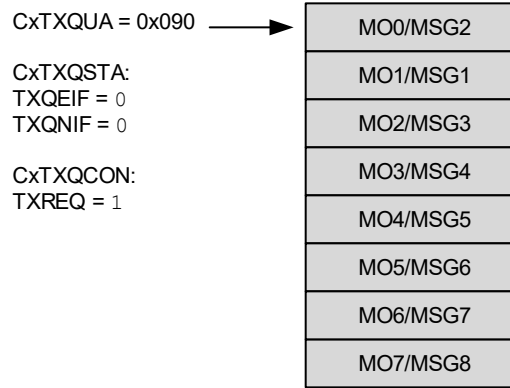 CxTXQUA = 0x090
CxTXQSTA:
TXQEIF = 0
TXQNIF = 0
CxTXQCON:
TXREQ = 1
MO0/MSG2
MO1/MSG1
MO2/MSG3
MO3/MSG4
MO4/MSG5
MO5/MSG6
MO6/MSG7
MO7/MSG8